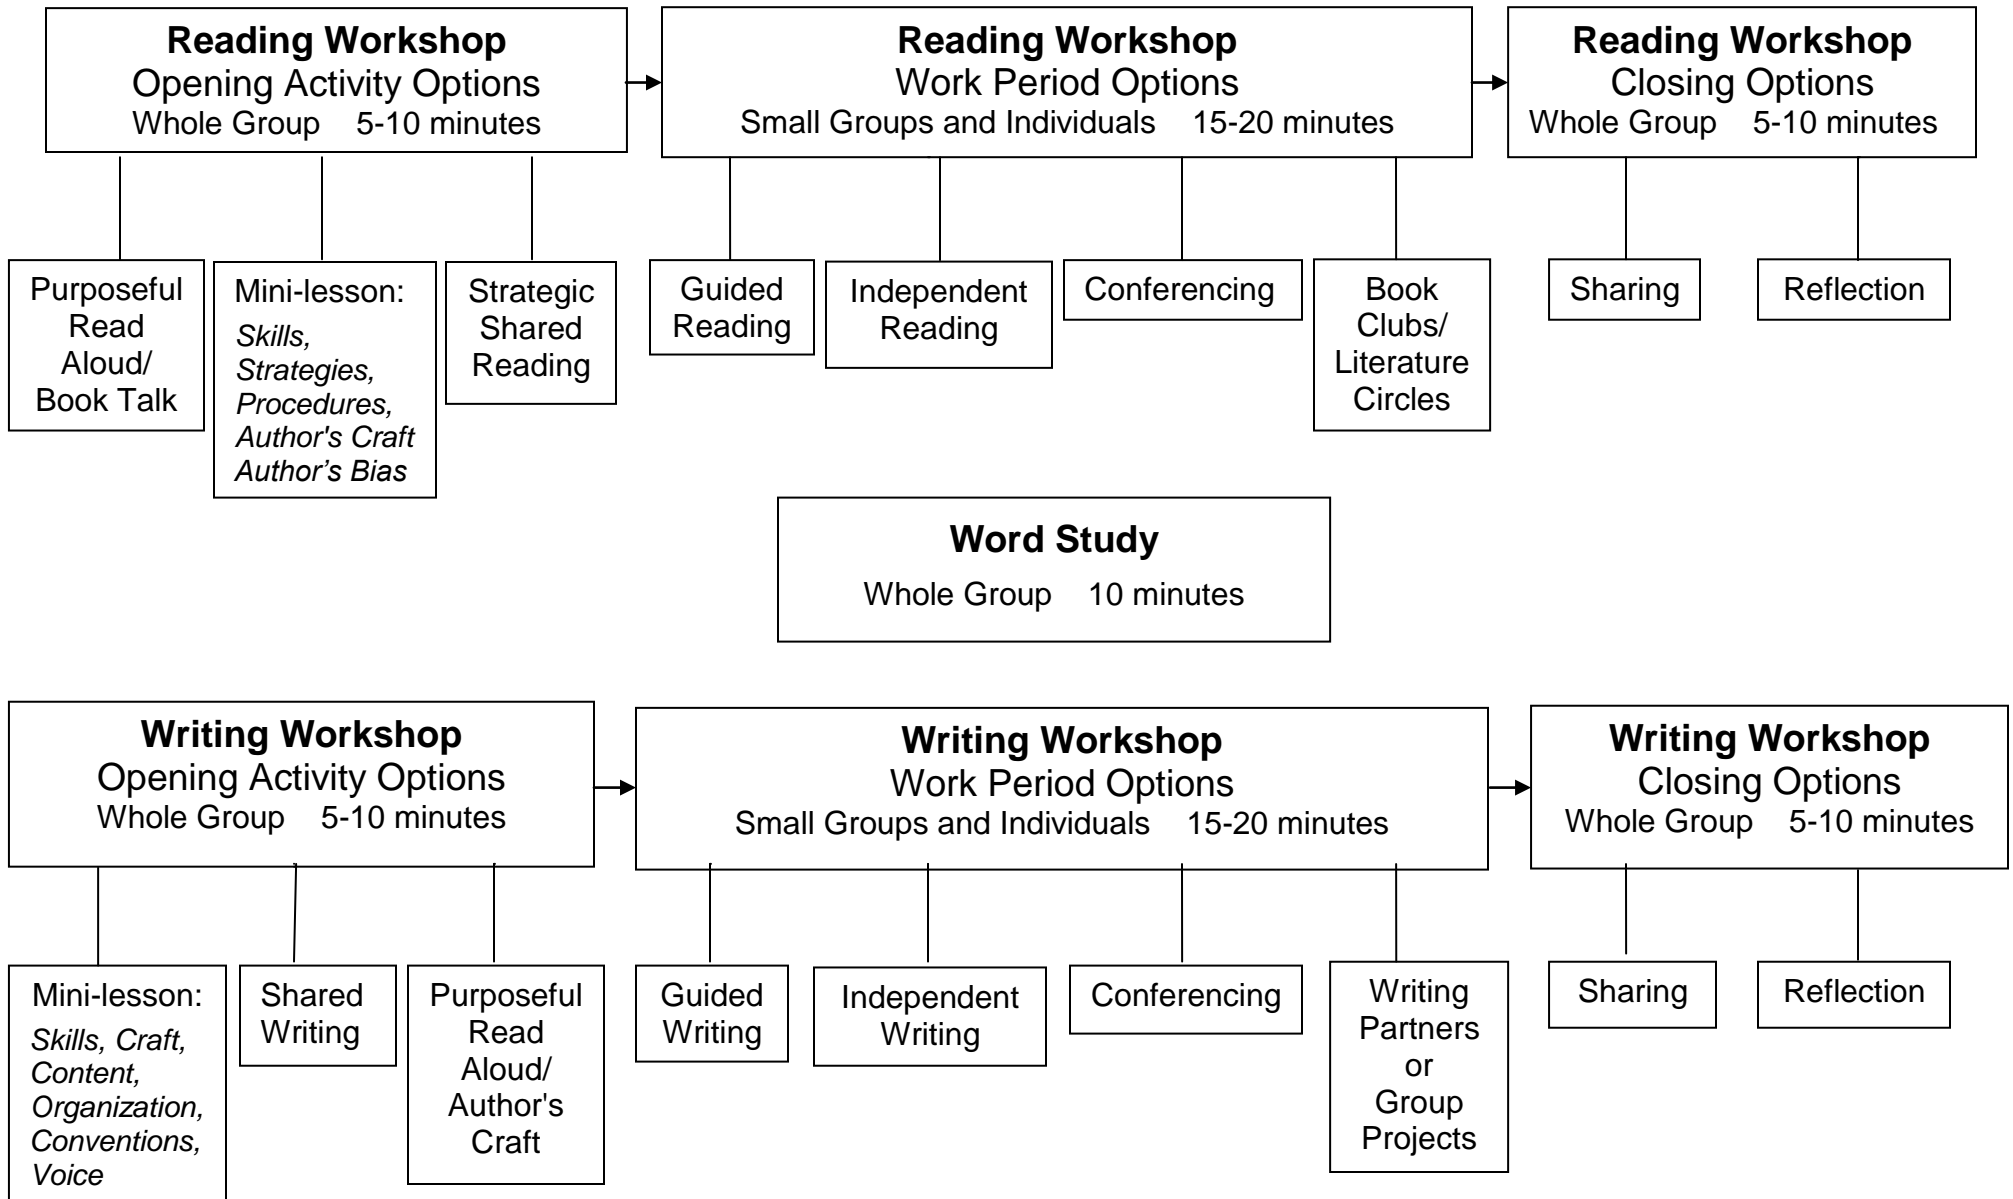 Reading Workshop
Opening Activity Options
Whole Group 5-10 minutes
Reading Workshop
Work Period Options
Small Groups and Individuals 15-20 minutes
Reading Workshop
Closing Options
Whole Group 5-10 minutes
Purposeful
Read
Aloud/
Book Talk
Mini-lesson:
Skills,
Strategies,
Procedures,
Author's Craft
Author’s Bias
Strategic
Shared
Reading
Guided
Reading
Independent
Reading
Conferencing
Book
Clubs/
Literature
Circles
Sharing
Reflection
Word Study
Whole Group 10 minutes
Writing Workshop
Opening Activity Options
Whole Group 5-10 minutes
Writing Workshop
Work Period Options
Small Groups and Individuals 15-20 minutes
Writing Workshop
Closing Options
Whole Group 5-10 minutes
Mini-lesson:
Skills, Craft,
Content,
Organization,
Conventions,
Voice
Shared
Writing
Purposeful
Read
Aloud/
Author's
Craft
Guided
Writing
Independent
Writing
Conferencing
Writing
Partners
or
Group
Projects
Sharing
Reflection